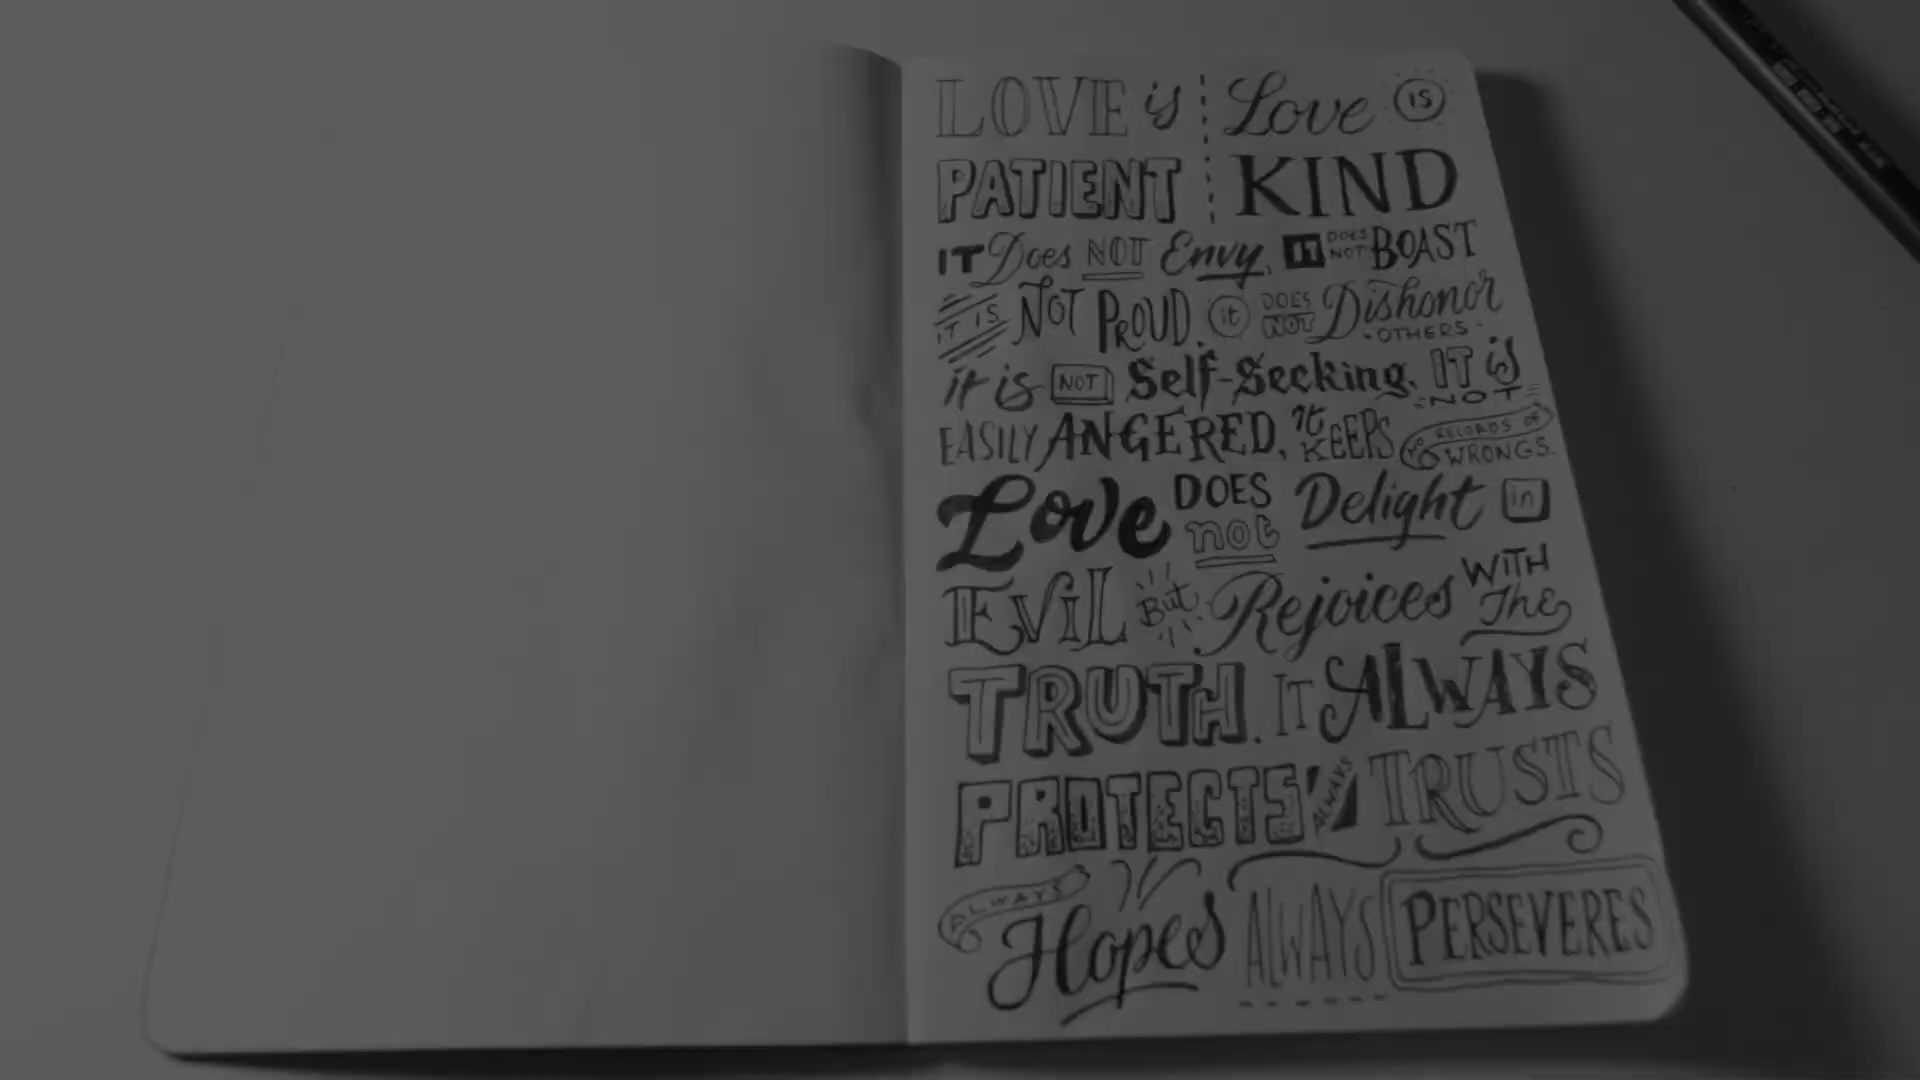 LOVE is Love IS
PATIENT KIND
IT Does NOT Envy, IT DOES NOT BOAST
IT IS NOT PROUD. it DOES NOT Dishonor OTHERS
it is NOT Self-Seeking. IT is NOT
EASILY ANGERED, it KEEPS NO RECORDS OF WRONGS.
Love DOES not Delight in
EVIL But Rejoices WITH The
TRUTH. IT ALWAYS
PROTECTS, ALWAYS TRUSTS
ALWAYS Hopes ALWAYS PERSEVERES